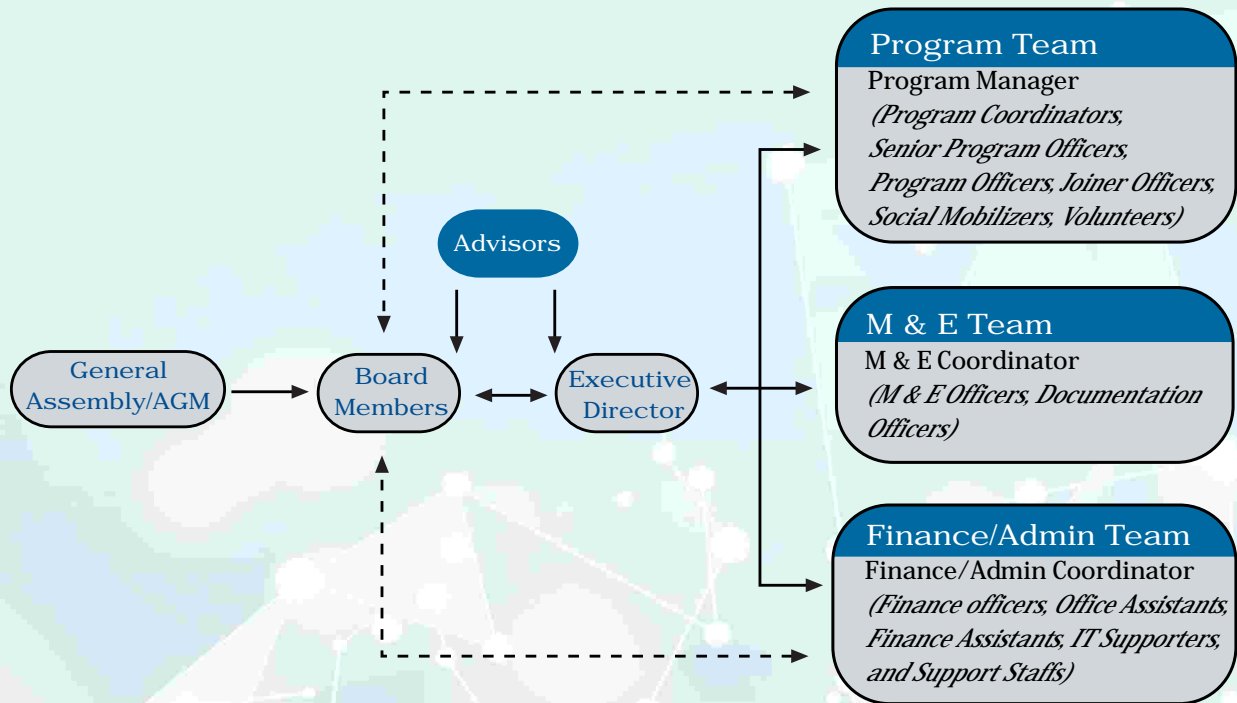 General
Assembly/AGM
Board
Members
Advisors
Executive
Director
Program Team
Program Manager
(Program Coordinators,
Senior Program Officers,
Program Officers, Joiner Officers,
Social Mobilizers, Volunteers)
M & E Team
M & E Coordinator
(M & E Officers, Documentation
Officers)
Finance/Admin Team
Finance/Admin Coordinator
(Finance officers, Office Assistants,
Finance Assistants, IT Supporters,
and Support Staffs)